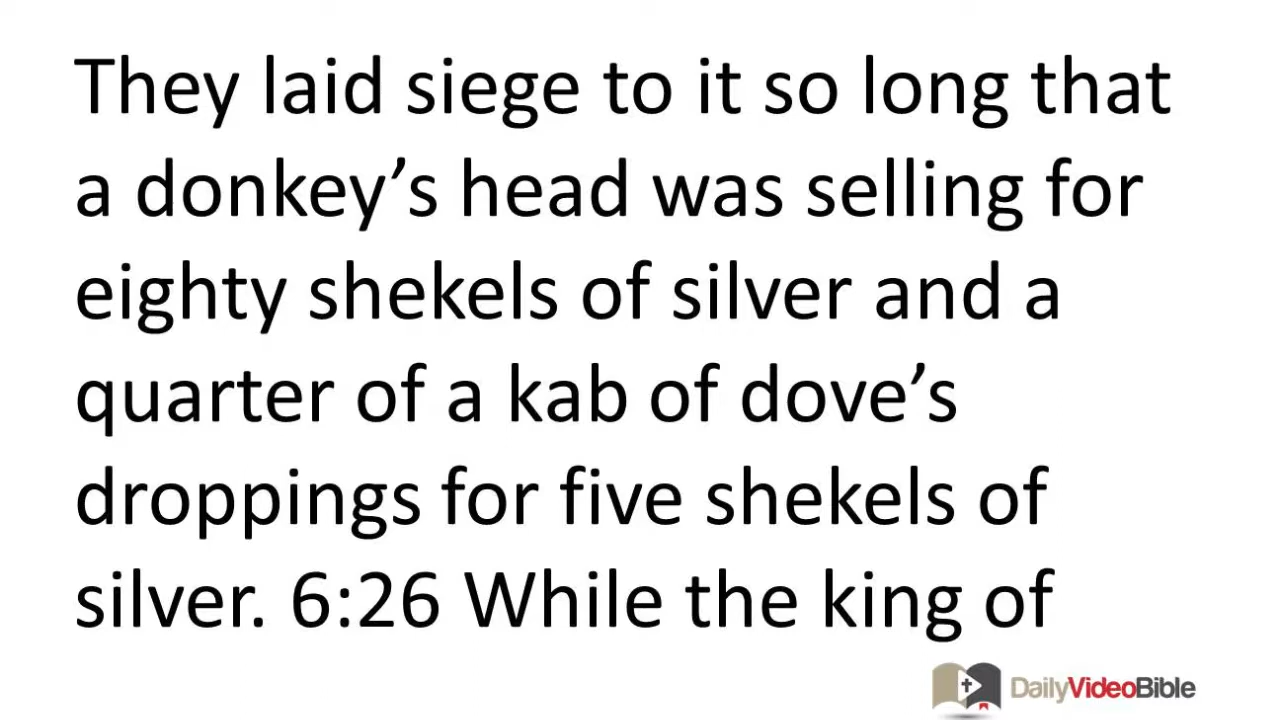 They laid siege to it so long that
a donkey’s head was selling for
eighty shekels of silver and a
quarter of a kab of dove’s
droppings for five shekels of
silver. 6:26 While the king of
DailyVideoBible